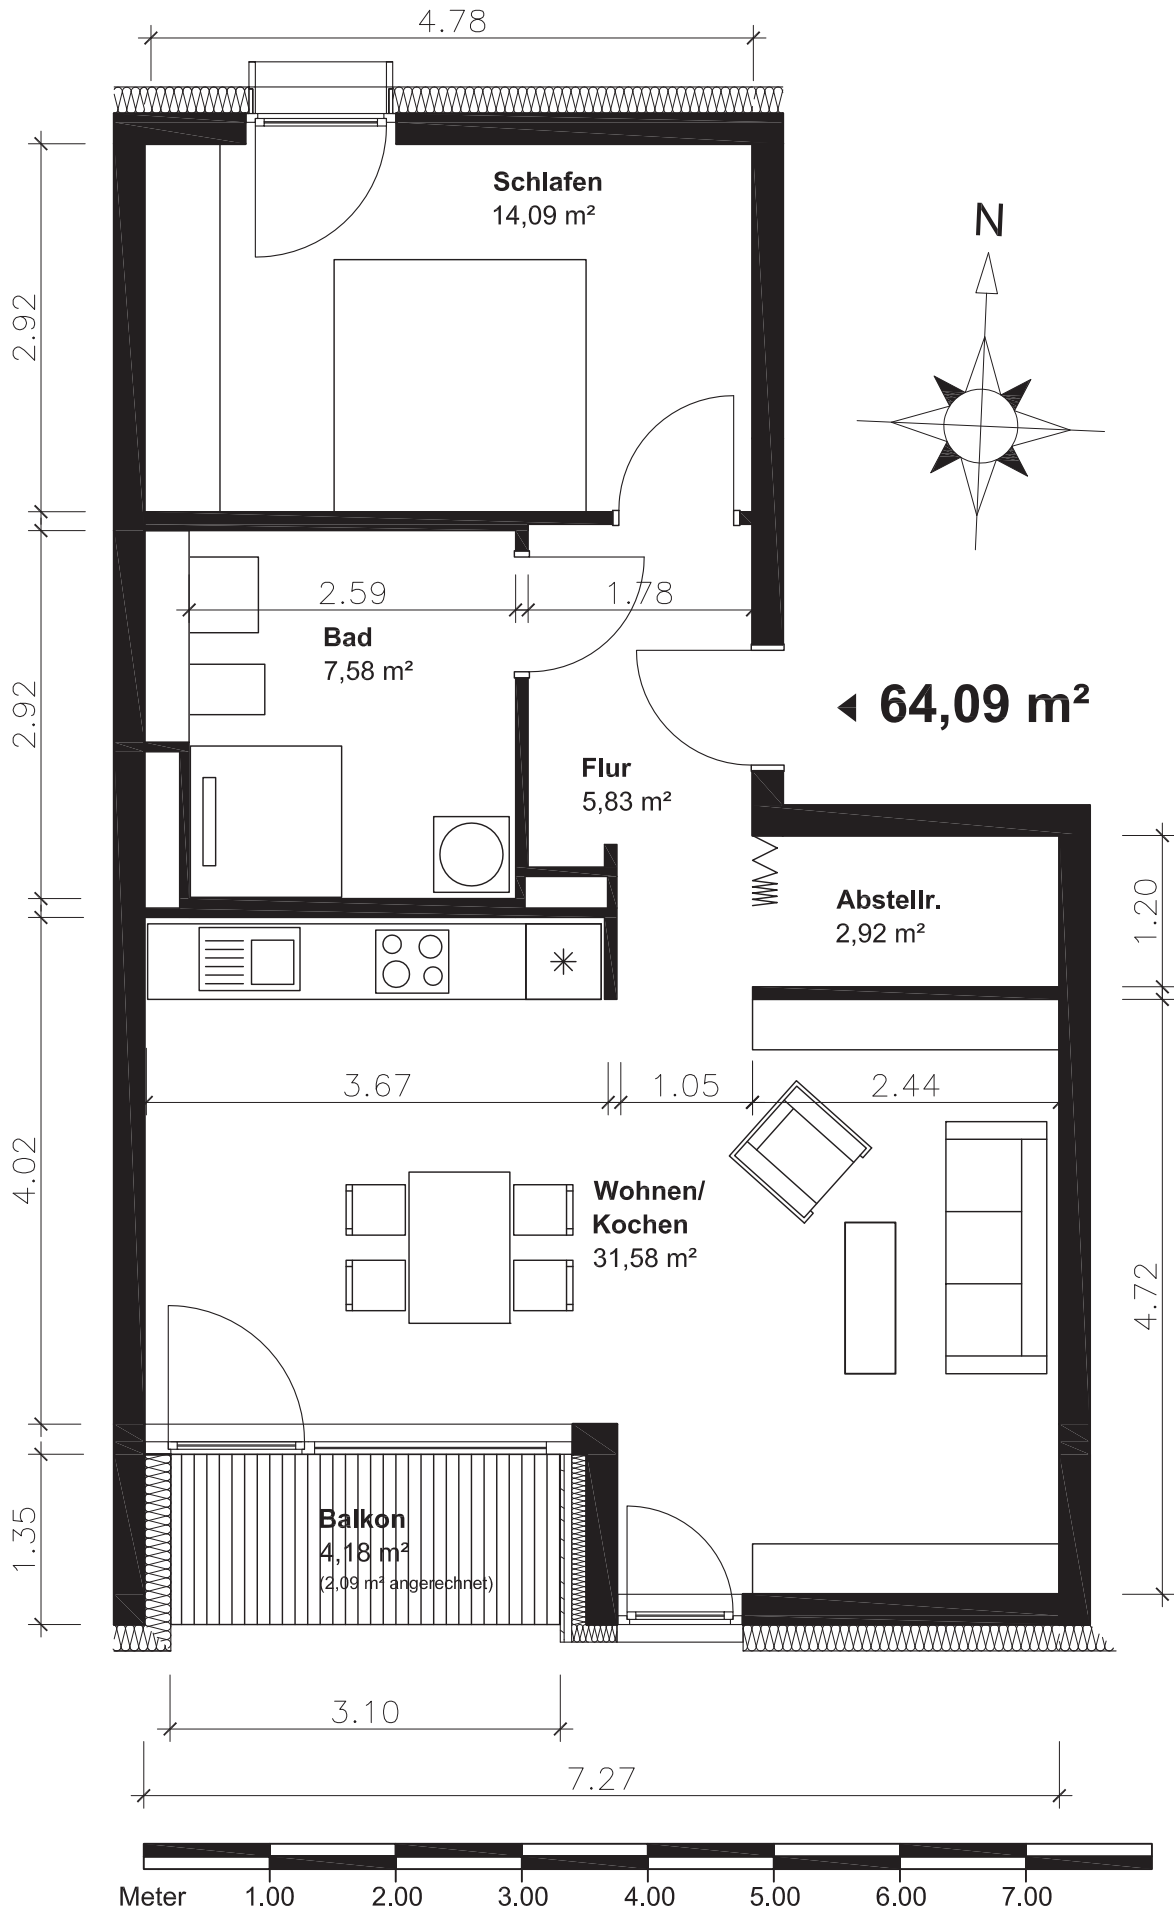 4.78
Schlafen
14,09 m²
N
2.92
2.59
1.78
Bad
7,58 m²
2.92
64,09 m²
Flur
5,83 m²
Abstellr.
2,92 m²
1.20
3.67
1.05
2.44
4.02
Wohnen/
Kochen
31,58 m²
4.72
1.35
Balkon
4,18 m²
(2,09 m² angerechnet)
3.10
7.27
Meter 1.00 2.00 3.00 4.00 5.00 6.00 7.00